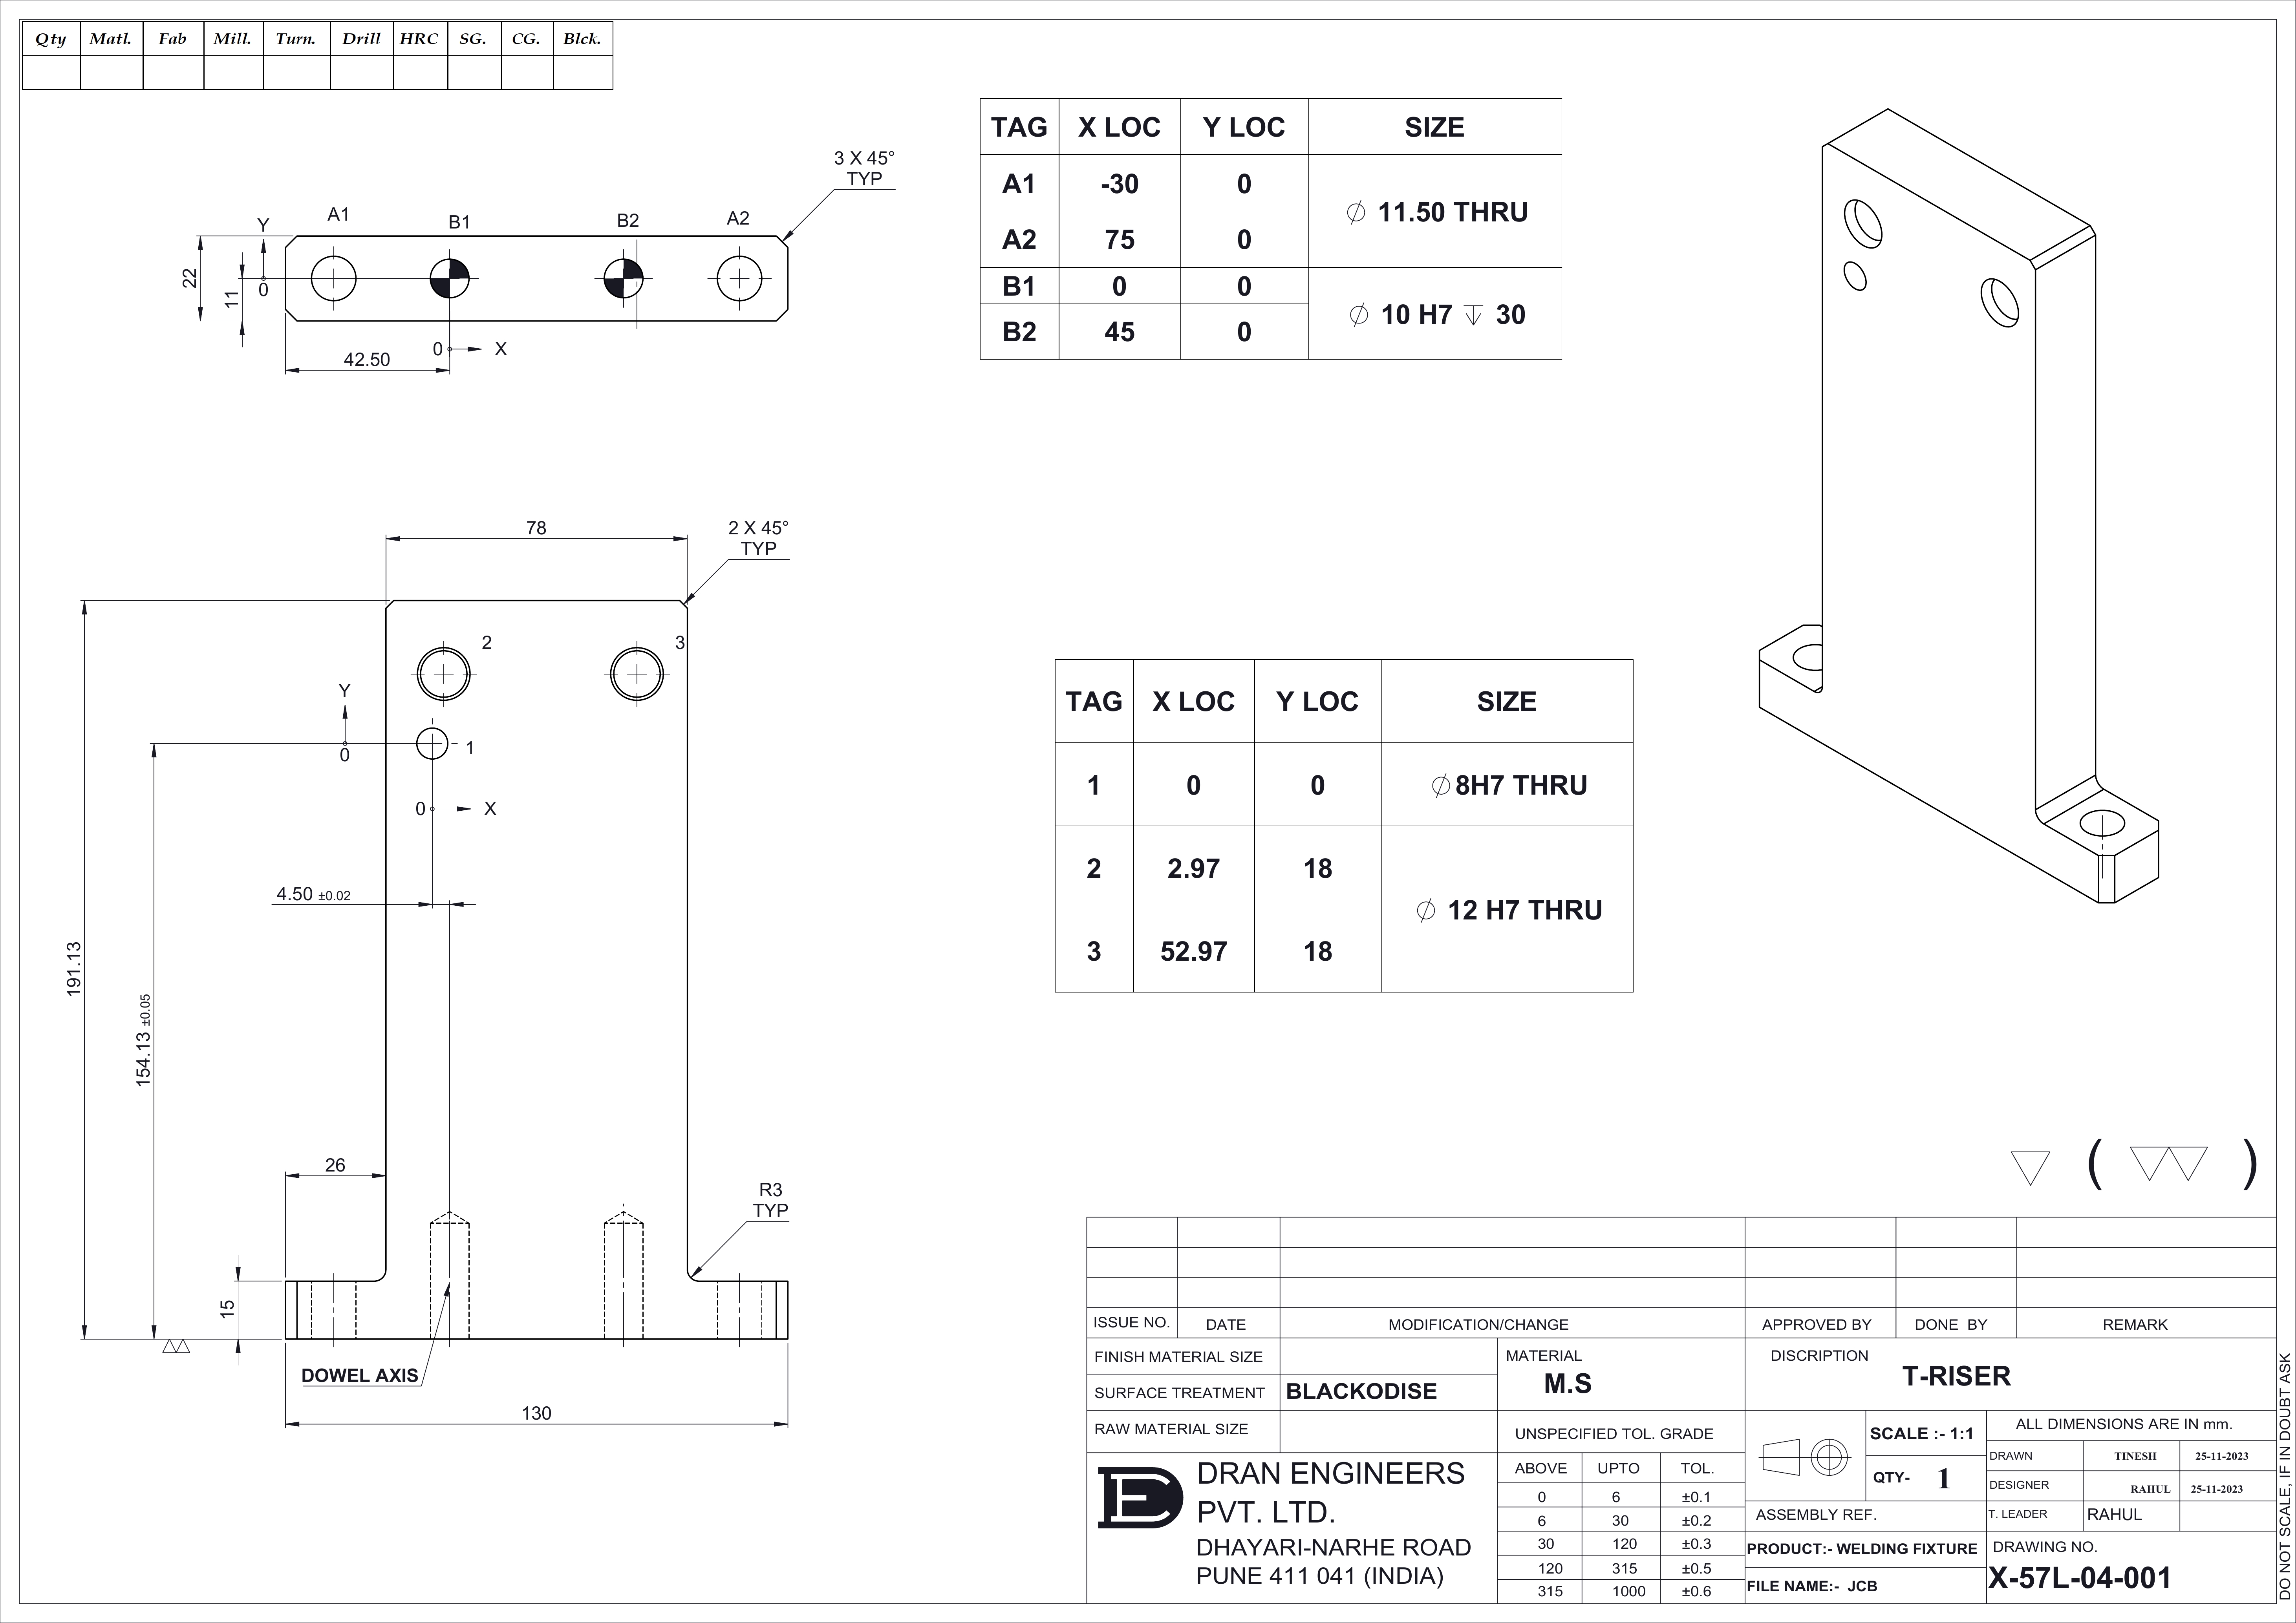 Qty Matl. Fab Mill. Turn. Drill HRC SG. CG. Blck.
3 X 45°
TYP
A1 B1 B2 A2
Y
0
22
11
0 X
42.50
TAG X LOC Y LOC SIZE
A1 -30 0 ⌀ 11.50 THRU
A2 75 0
B1 0 0 ⌀ 10 H7 ↧ 30
B2 45 0
78
2 X 45°
TYP
2 3
Y
0
1
0 X
4.50 ±0.02
191.13
154.13 ±0.05
26
R3
TYP
15
DOWEL AXIS
130
TAG X LOC Y LOC SIZE
1 0 0 ⌀8H7 THRU
2 2.97 18 ⌀ 12 H7 THRU
3 52.97 18
( )
ISSUE NO. DATE MODIFICATION/CHANGE APPROVED BY DONE BY REMARK
FINISH MATERIAL SIZE
SURFACE TREATMENT BLACKODISE
RAW MATERIAL SIZE
MATERIAL
M.S
DISCRIPTION
T-RISER
UNSPECIFIED TOL. GRADE
ABOVE UPTO TOL.
0 6 ±0.1
6 30 ±0.2
30 120 ±0.3
120 315 ±0.5
315 1000 ±0.6
DRAN ENGINEERS
PVT. LTD.
DHAYARI-NARHE ROAD
PUNE 411 041 (INDIA)
SCALE :- 1:1
QTY- 1
ALL DIMENSIONS ARE IN mm.
DRAWN TINESH 25-11-2023
DESIGNER RAHUL 25-11-2023
T. LEADER RAHUL
ASSEMBLY REF.
PRODUCT:- WELDING FIXTURE
FILE NAME:- JCB
DRAWING NO.
X-57L-04-001
DO NOT SCALE, IF IN DOUBT ASK